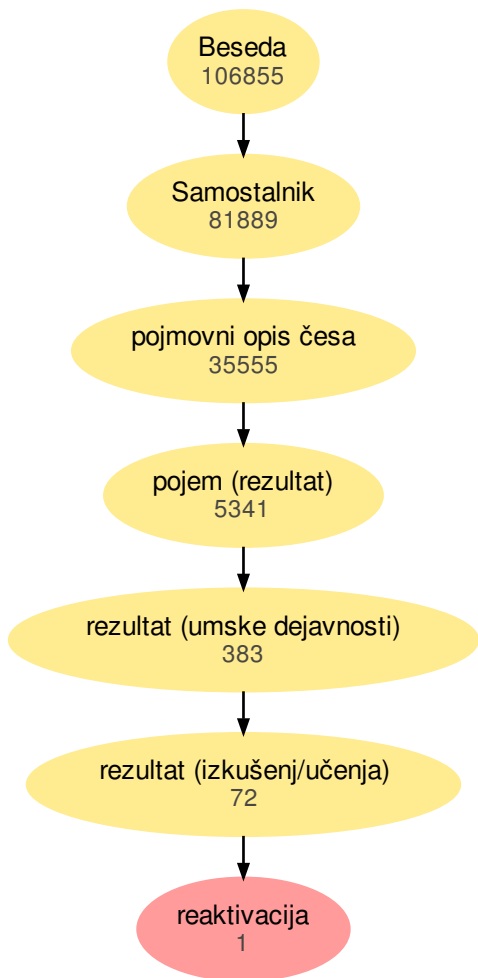 Beseda
106855
Samostalnik
81889
pojmovni opis česa
35555
pojem (rezultat)
5341
rezultat (umske dejavnosti)
383
rezultat (izkušenj/učenja)
72
reaktivacija
1